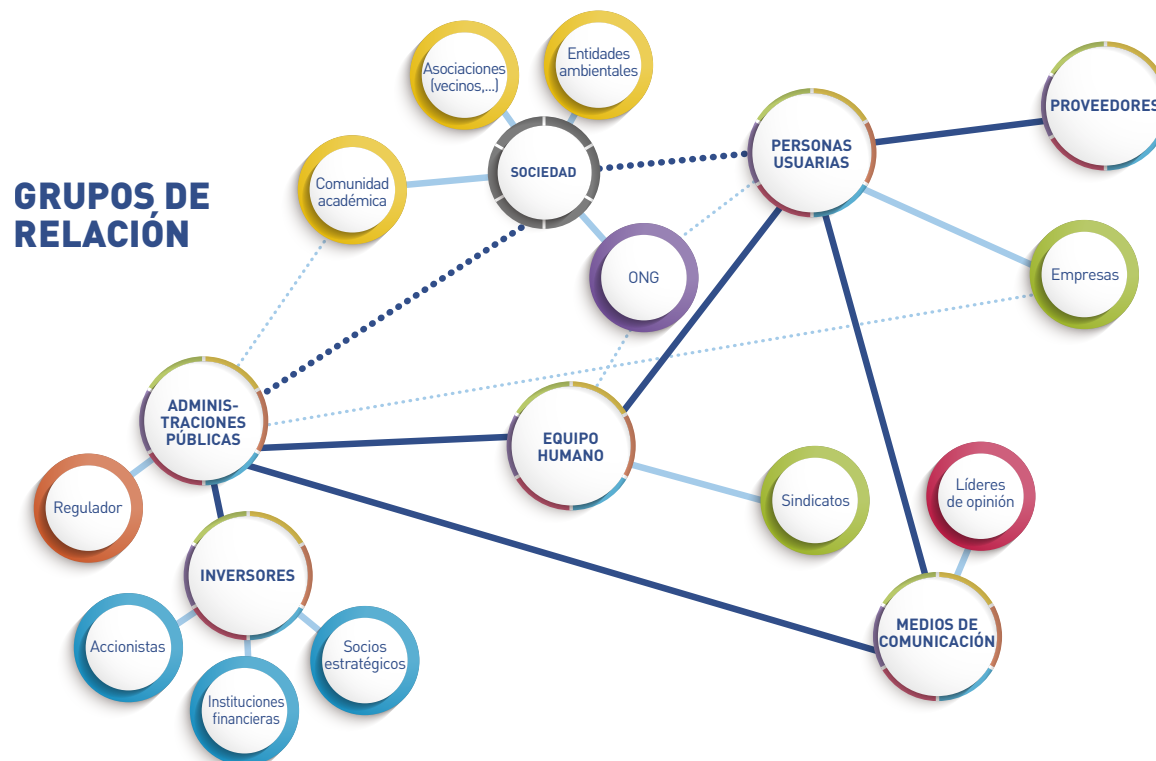 GRUPOS DE
RELACIÓN
Asociaciones
(vecinos,...)
Entidades
ambientales
Comunidad
académica
SOCIEDAD
PERSONAS
USUARIAS
PROVEEDORES
ONG
Empresas
ADMINIS-
TRACIONES
PÚBLICAS
EQUIPO
HUMANO
Regulador
Sindicatos
Líderes
de opinión
INVERSORES
MEDIOS DE
COMUNICACIÓN
Accionistas
Socios
estratégicos
Instituciones
financieras